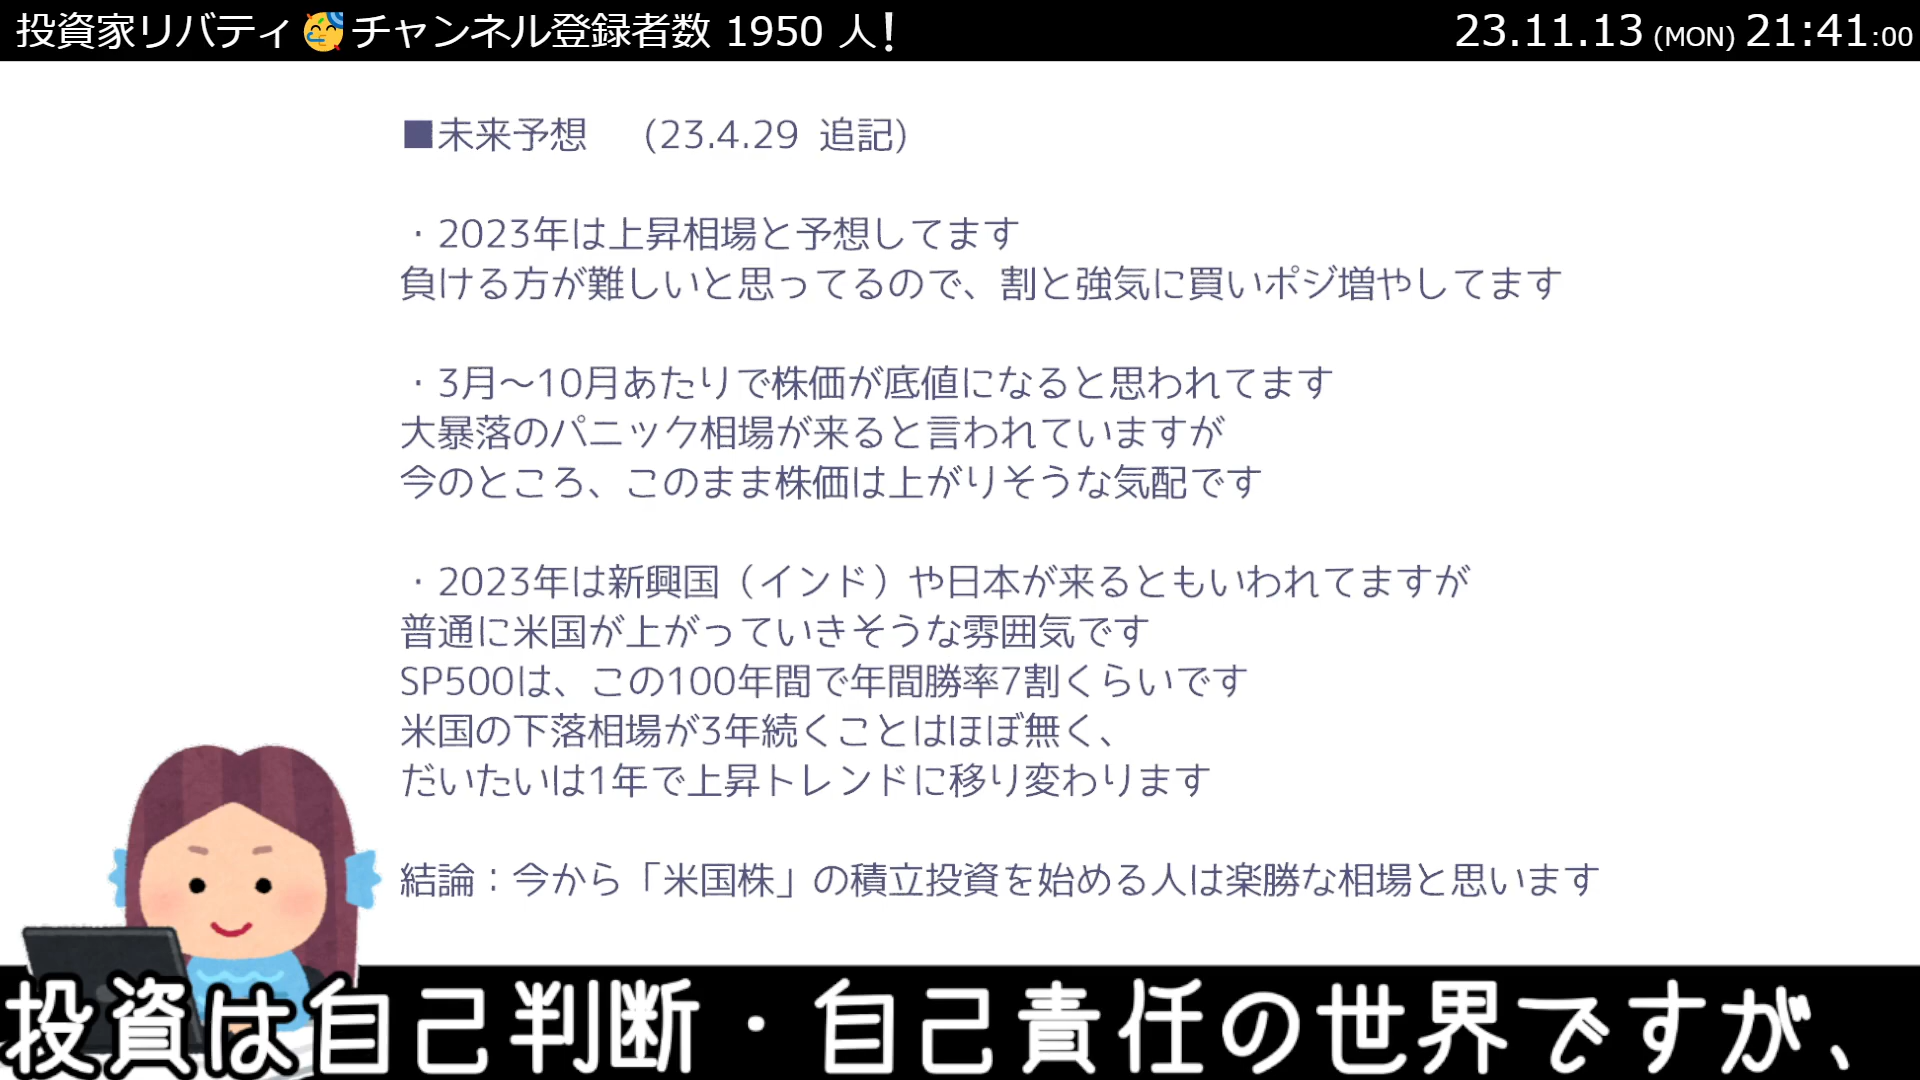 投資家リバティ🥳チャンネル登録者数 1950 人!
23.11.13 (MON) 21:41:00
■未来予想 (23.4.29 追記)
・2023年は上昇相場と予想してます
負ける方が難しいと思ってるので、割と強気に買いポジ増やしてます
・3月～10月あたりで株価が底値になると思われてます
大暴落のパニック相場が来ると言われていますが
今のところ、このまま株価は上がりそうな気配です
・2023年は新興国（インド）や日本が来るともいわれてますが
普通に米国が上がっていきそうな雰囲気です
SP500は、この100年間で年間勝率7割くらいです
米国の下落相場が3年続くことはほぼ無く、
だいたいは1年で上昇トレンドに移り変わります
結論：今から「米国株」の積立投資を始める人は楽勝な相場と思います
投資は自己判断・自己責任の世界ですが、